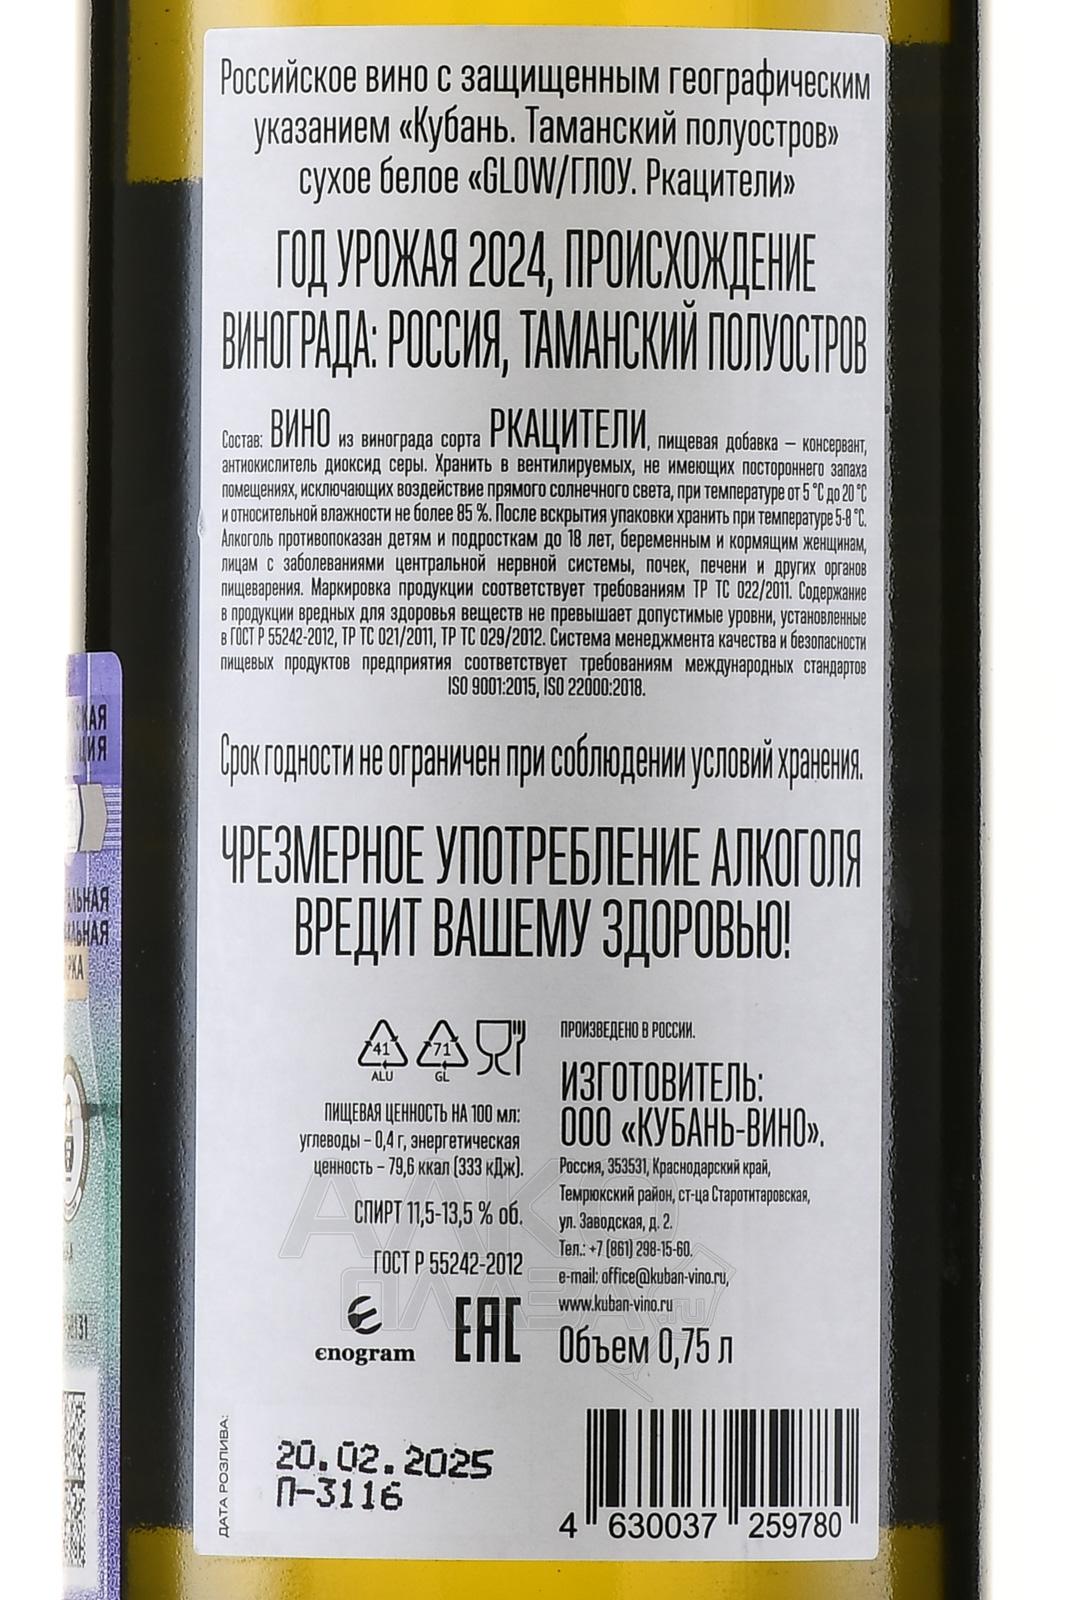 Российское вино с защищенным географическим
указанием «Кубань. Таманский полуостров»
сухое белое «GLOW/ГЛОУ. Ркацители»
ГОД УРОЖАЯ 2024, ПРОИСХОЖДЕНИЕ
ВИНОГРАДА: РОССИЯ, ТАМАНСКИЙ ПОЛУОСТРОВ
Состав: ВИНО из винограда сорта РКАЦИТЕЛИ, пищевая добавка – консервант,
антиокислитель диоксид серы. Хранить в вентилируемых, не имеющих постороннего запаха
помещениях, исключающих воздействие прямого солнечного света, при температуре от 5 °С до 20 °С
и относительной влажности не более 85 %. После вскрытия упаковки хранить при температуре 5-8 °С.
Алкоголь противопоказан детям и подросткам до 18 лет, беременным и кормящим женщинам,
лицам с заболеваниями центральной нервной системы, почек, печени и других органов
пищеварения. Маркировка продукции соответствует требованиям ТР ТС 022/2011. Содержание
в продукции вредных для здоровья веществ не превышает допустимые уровни, установленные
в ГОСТ Р 55242-2012, ТР ТС 021/2011, ТР ТС 029/2012. Система менеджмента качества и безопасности
пищевых продуктов предприятия соответствует требованиям международных стандартов
ISO 9001:2015, ISO 22000:2018.
Срок годности не ограничен при соблюдении условий хранения.
ЧРЕЗМЕРНОЕ УПОТРЕБЛЕНИЕ АЛКОГОЛЯ
ВРЕДИТ ВАШЕМУ ЗДОРОВЬЮ!
41
ALU
71
GL
ПИЩЕВАЯ ЦЕННОСТЬ НА 100 мл:
углеводы – 0,4 г, энергетическая
ценность – 79,6 ккал (333 кДж).
СПИРТ 11,5-13,5 % об.
ГОСТ Р 55242-2012
enogram
EAC
ПРОИЗВЕДЕНО В РОССИИ.
ИЗГОТОВИТЕЛЬ:
ООО «КУБАНЬ-ВИНО».
Россия, 353531, Краснодарский край,
Темрюкский район, ст-ца Старотитаровская,
ул. Заводская, д. 2.
Тел.: +7 (861) 298-15-60.
e-mail: office@kuban-vino.ru,
www.kuban-vino.ru
Объем 0,75 л
ДАТА РОЗЛИВА:
20.02.2025
П-3116
4 630037 259780
АЛКО
ПЛАЗА
.ru